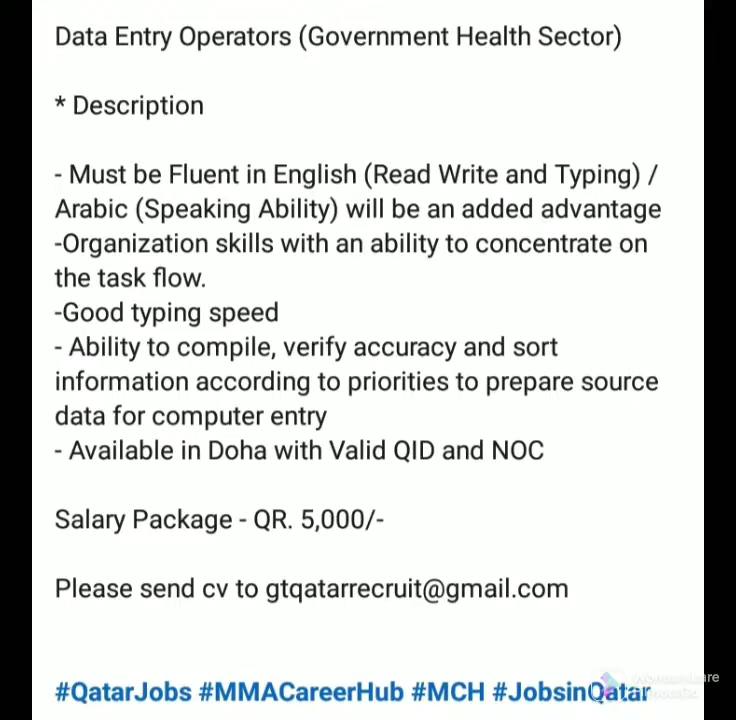 Data Entry Operators (Government Health Sector)
* Description
- Must be Fluent in English (Read Write and Typing) /
Arabic (Speaking Ability) will be an added advantage
-Organization skills with an ability to concentrate on
the task flow.
-Good typing speed
- Ability to compile, verify accuracy and sort
information according to priorities to prepare source
data for computer entry
- Available in Doha with Valid QID and NOC
Salary Package - QR. 5,000/-
Please send cv to gtqatarrecruit@gmail.com
#QatarJobs #MMACareerHub #MCH #JobsinQatar